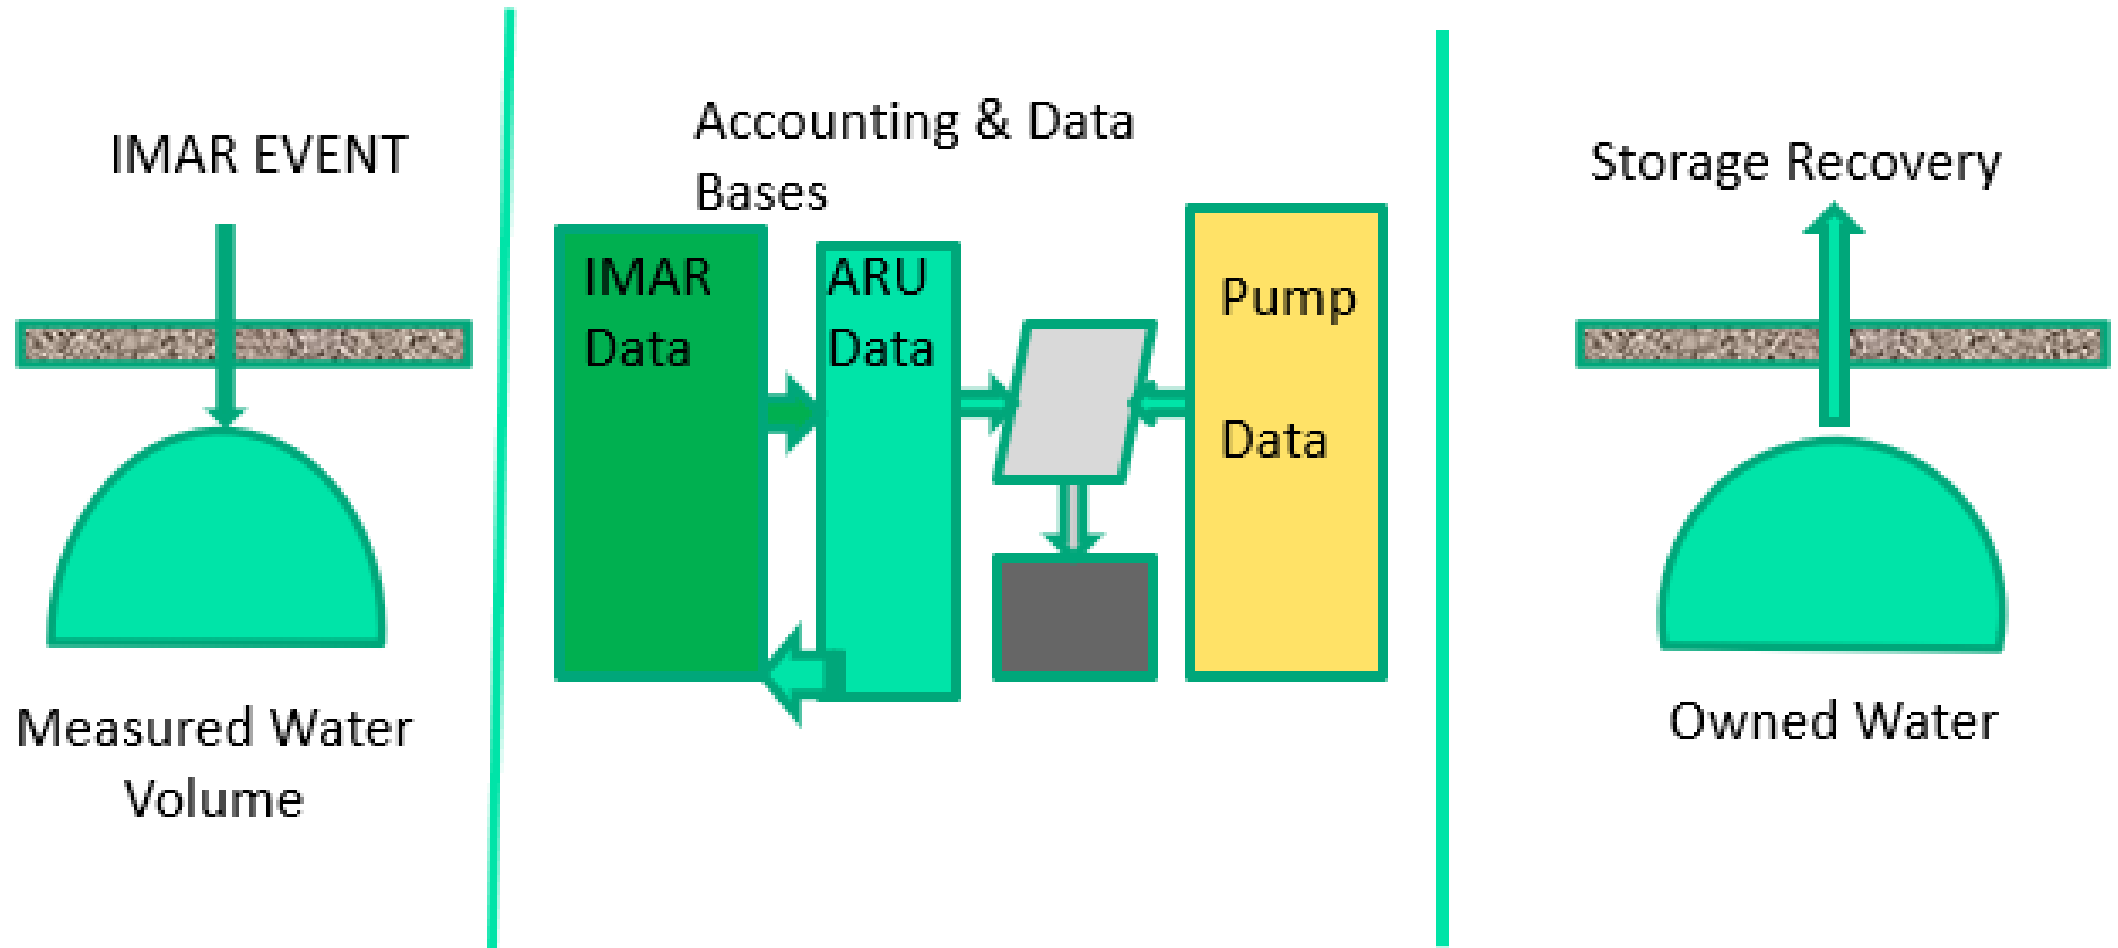 IMAR EVENT
Measured Water
Volume
Accounting & Data
Bases
IMAR
Data
ARU
Data
Pump
Data
Storage Recovery
Owned Water